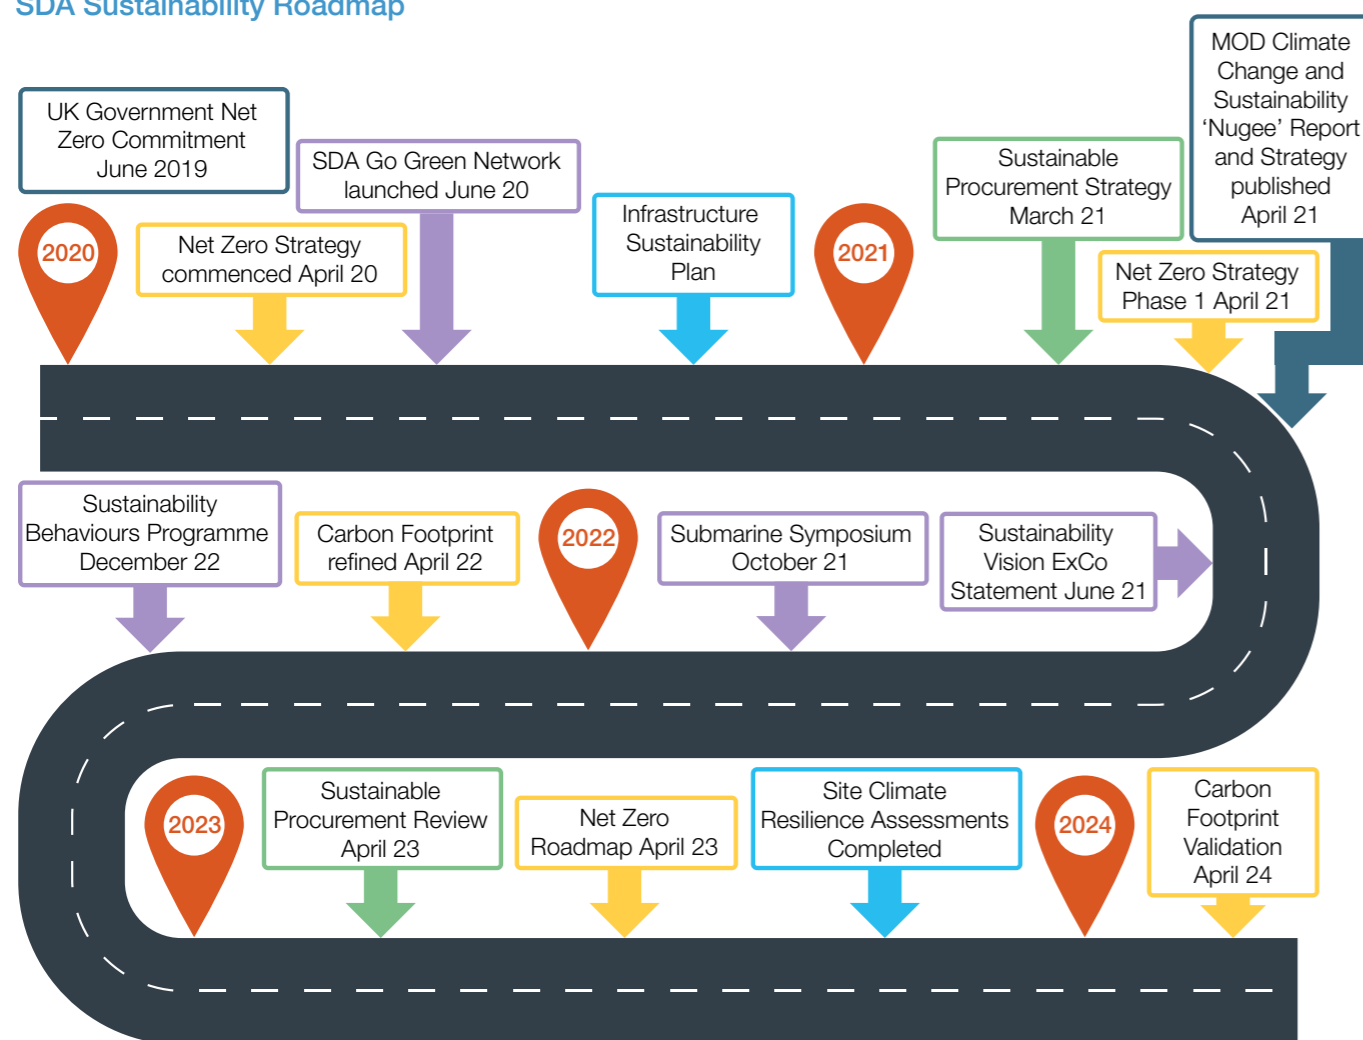 SDA Sustainability Roadmap
UK Government Net
Zero Commitment
June 2019
2020
Net Zero Strategy
commenced April 20
SDA Go Green Network
launched June 20
Infrastructure
Sustainability
Plan
2021
Sustainable
Procurement Strategy
March 21
Net Zero Strategy
Phase 1 April 21
MOD Climate
Change and
Sustainability
‘Nugee’ Report
and Strategy
published
April 21
Sustainability
Vision ExCo
Statement June 21
Submarine Symposium
October 21
2022
Carbon Footprint
refined April 22
Sustainability
Behaviours Programme
December 22
2023
Sustainable
Procurement Review
April 23
Net Zero
Roadmap April 23
Site Climate
Resilience Assessments
Completed
2024
Carbon
Footprint
Validation
April 24